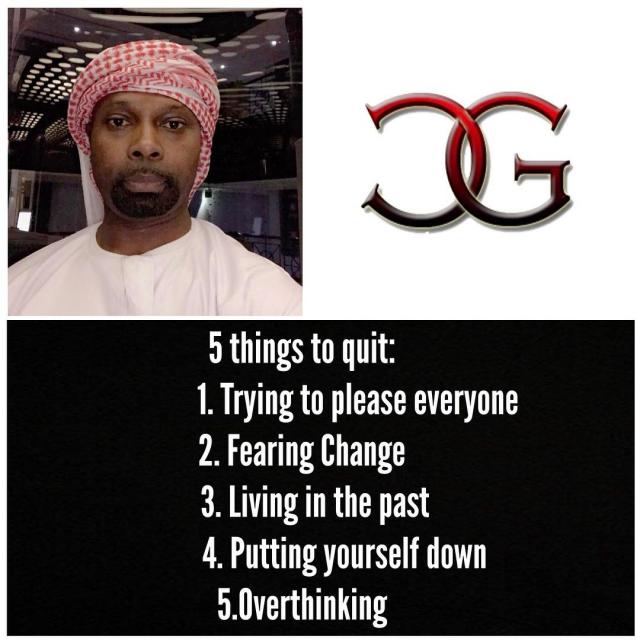 CG
5 things to quit:
1. Trying to please everyone
2. Fearing Change
3. Living in the past
4. Putting yourself down
5.Overthinking